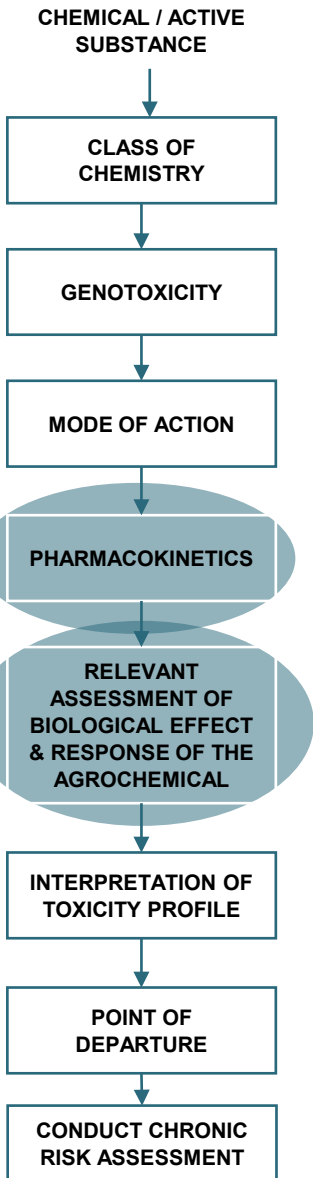 CHEMICAL / ACTIVE
SUBSTANCE
CLASS OF
CHEMISTRY
GENOTOXICITY
MODE OF ACTION
PHARMACOKINETICS
RELEVANT
ASSESSMENT OF
BIOLOGICAL EFFECT
& RESPONSE OF THE
AGROCHEMICAL
INTERPRETATION OF
TOXICITY PROFILE
POINT OF
DEPARTURE
CONDUCT CHRONIC
RISK ASSESSMENT